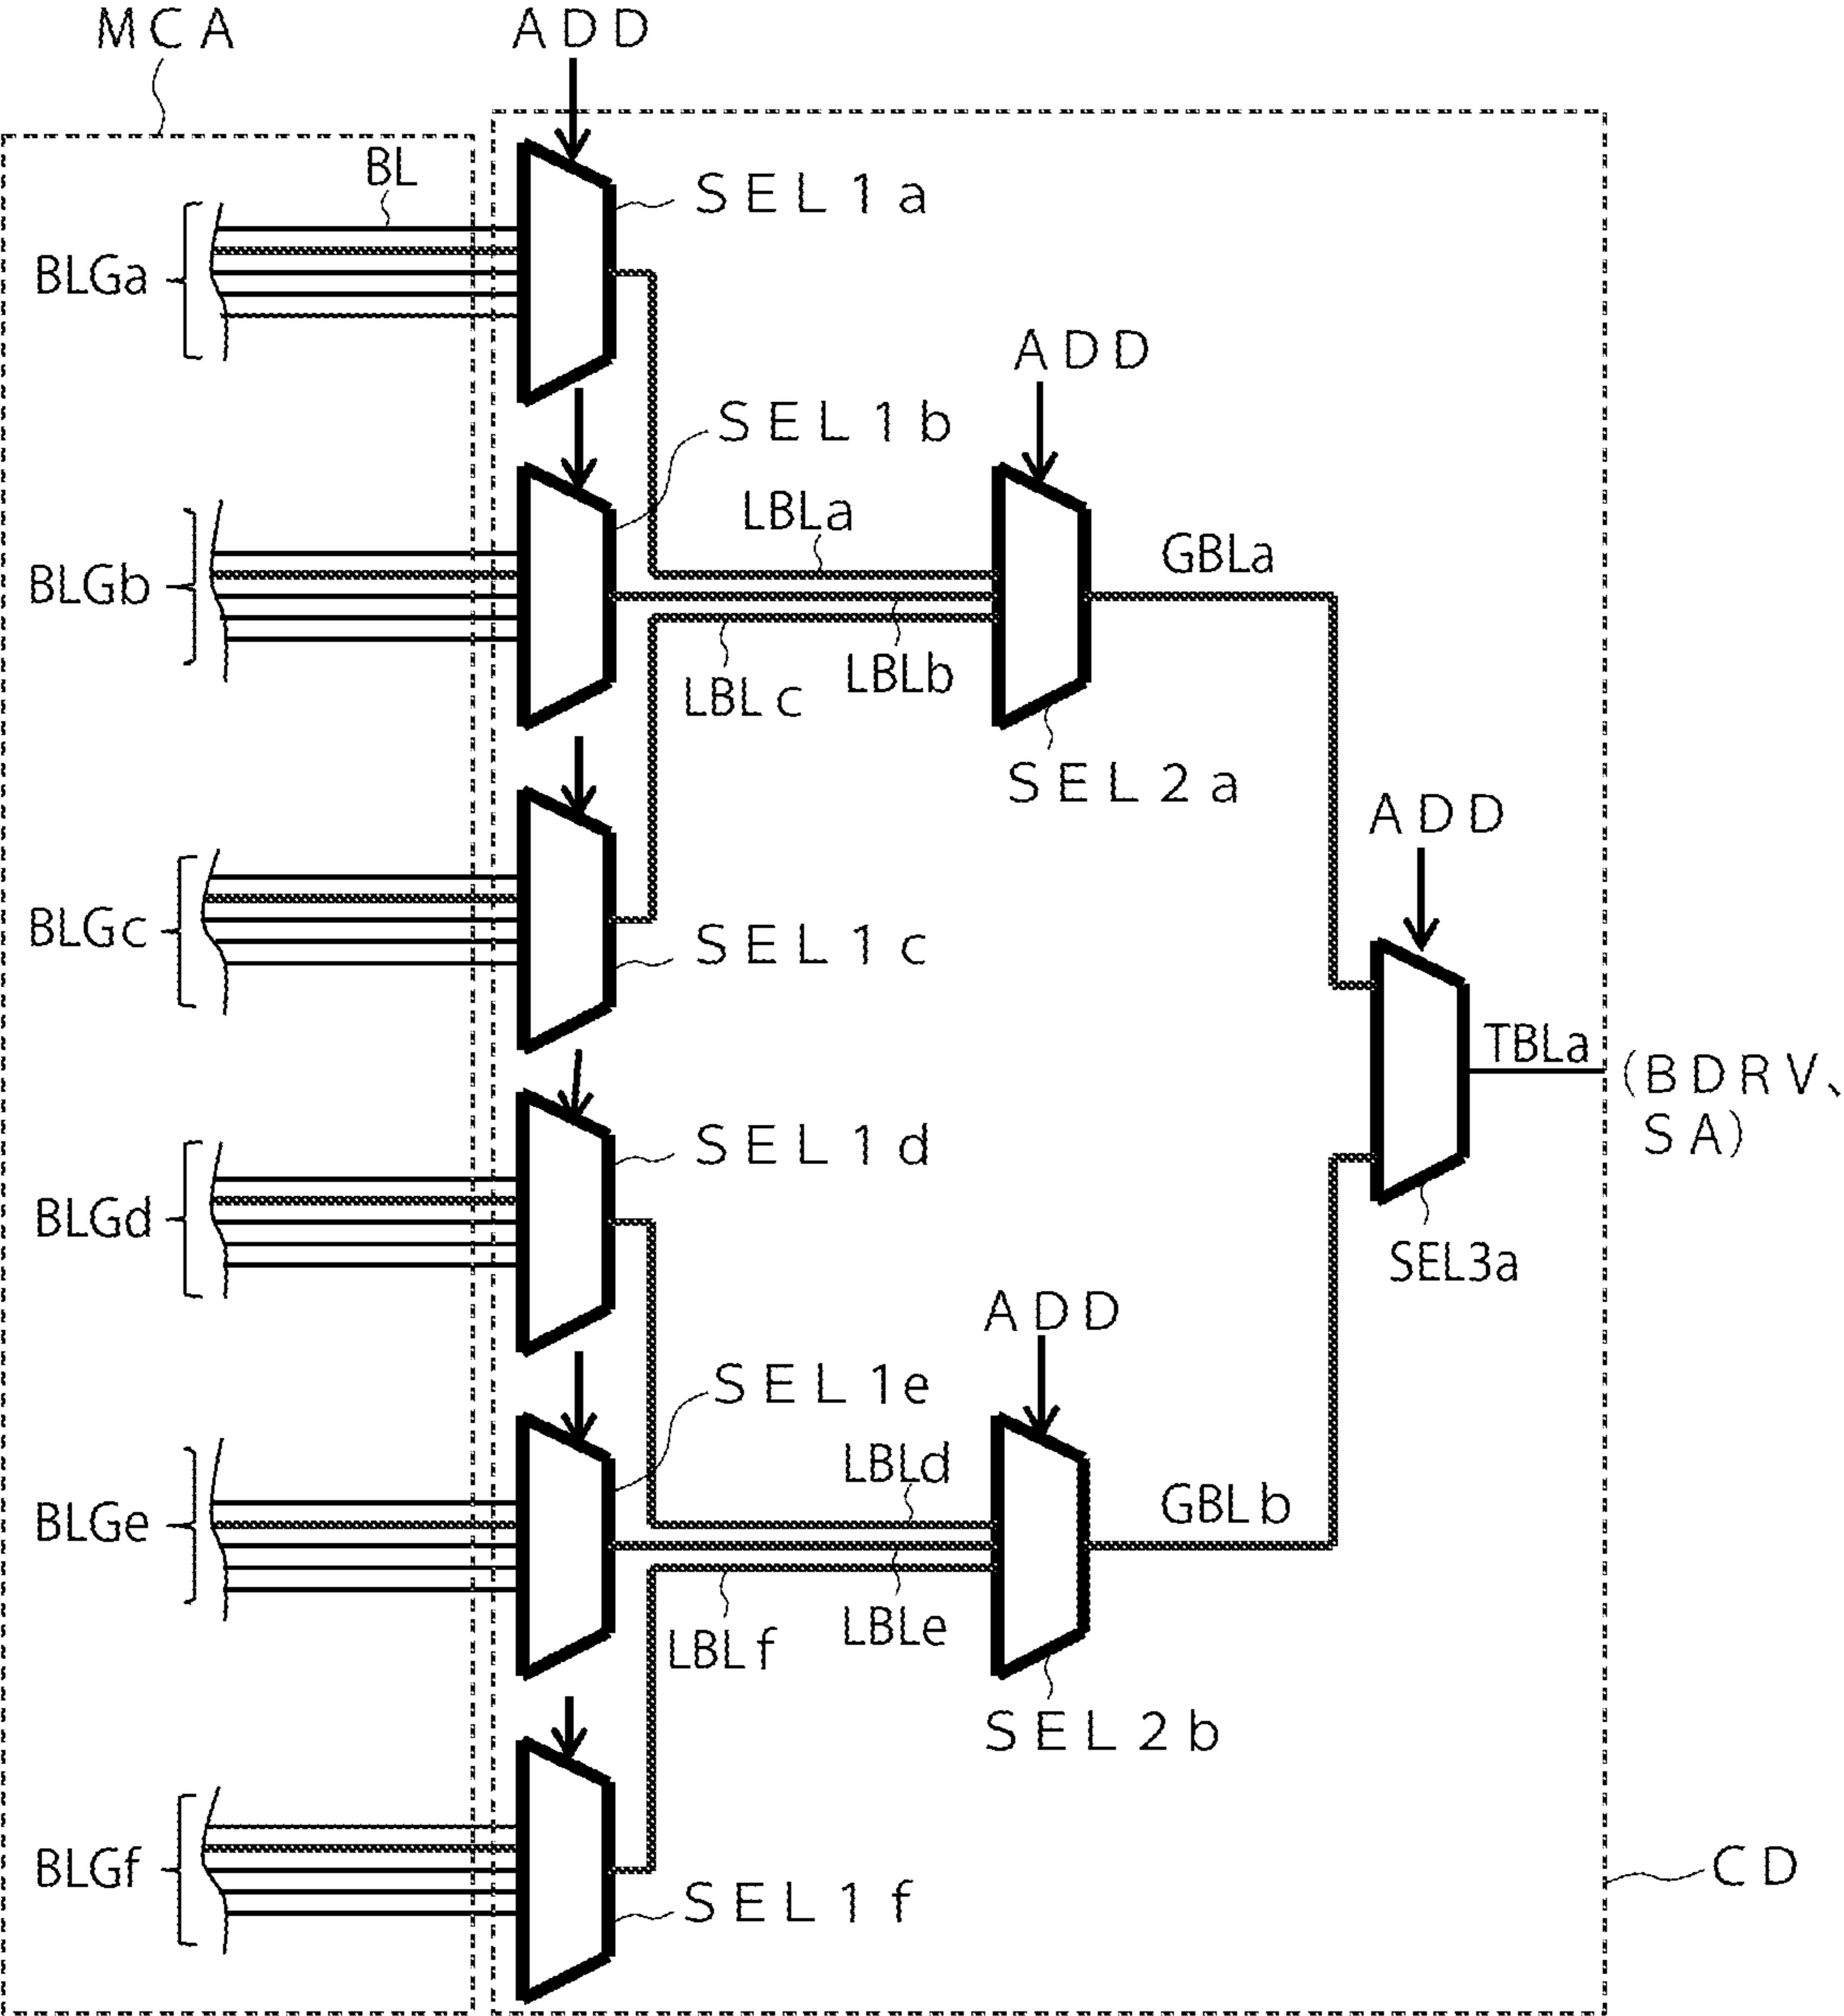 MCA
ADD
BL
SEL1a
BLGa
ADD
SEL1b
LBLa
GBLa
BLGb
LBLb
LBLc
SEL2a
ADD
BLGc
SEL1c
TBLa
(BDRV、
SA)
SEL1d
BLGd
SEL3a
ADD
SEL1e
LBLd
GBLb
BLGe
LBLe
LBLf
SEL2b
BLGf
CD
SEL1f